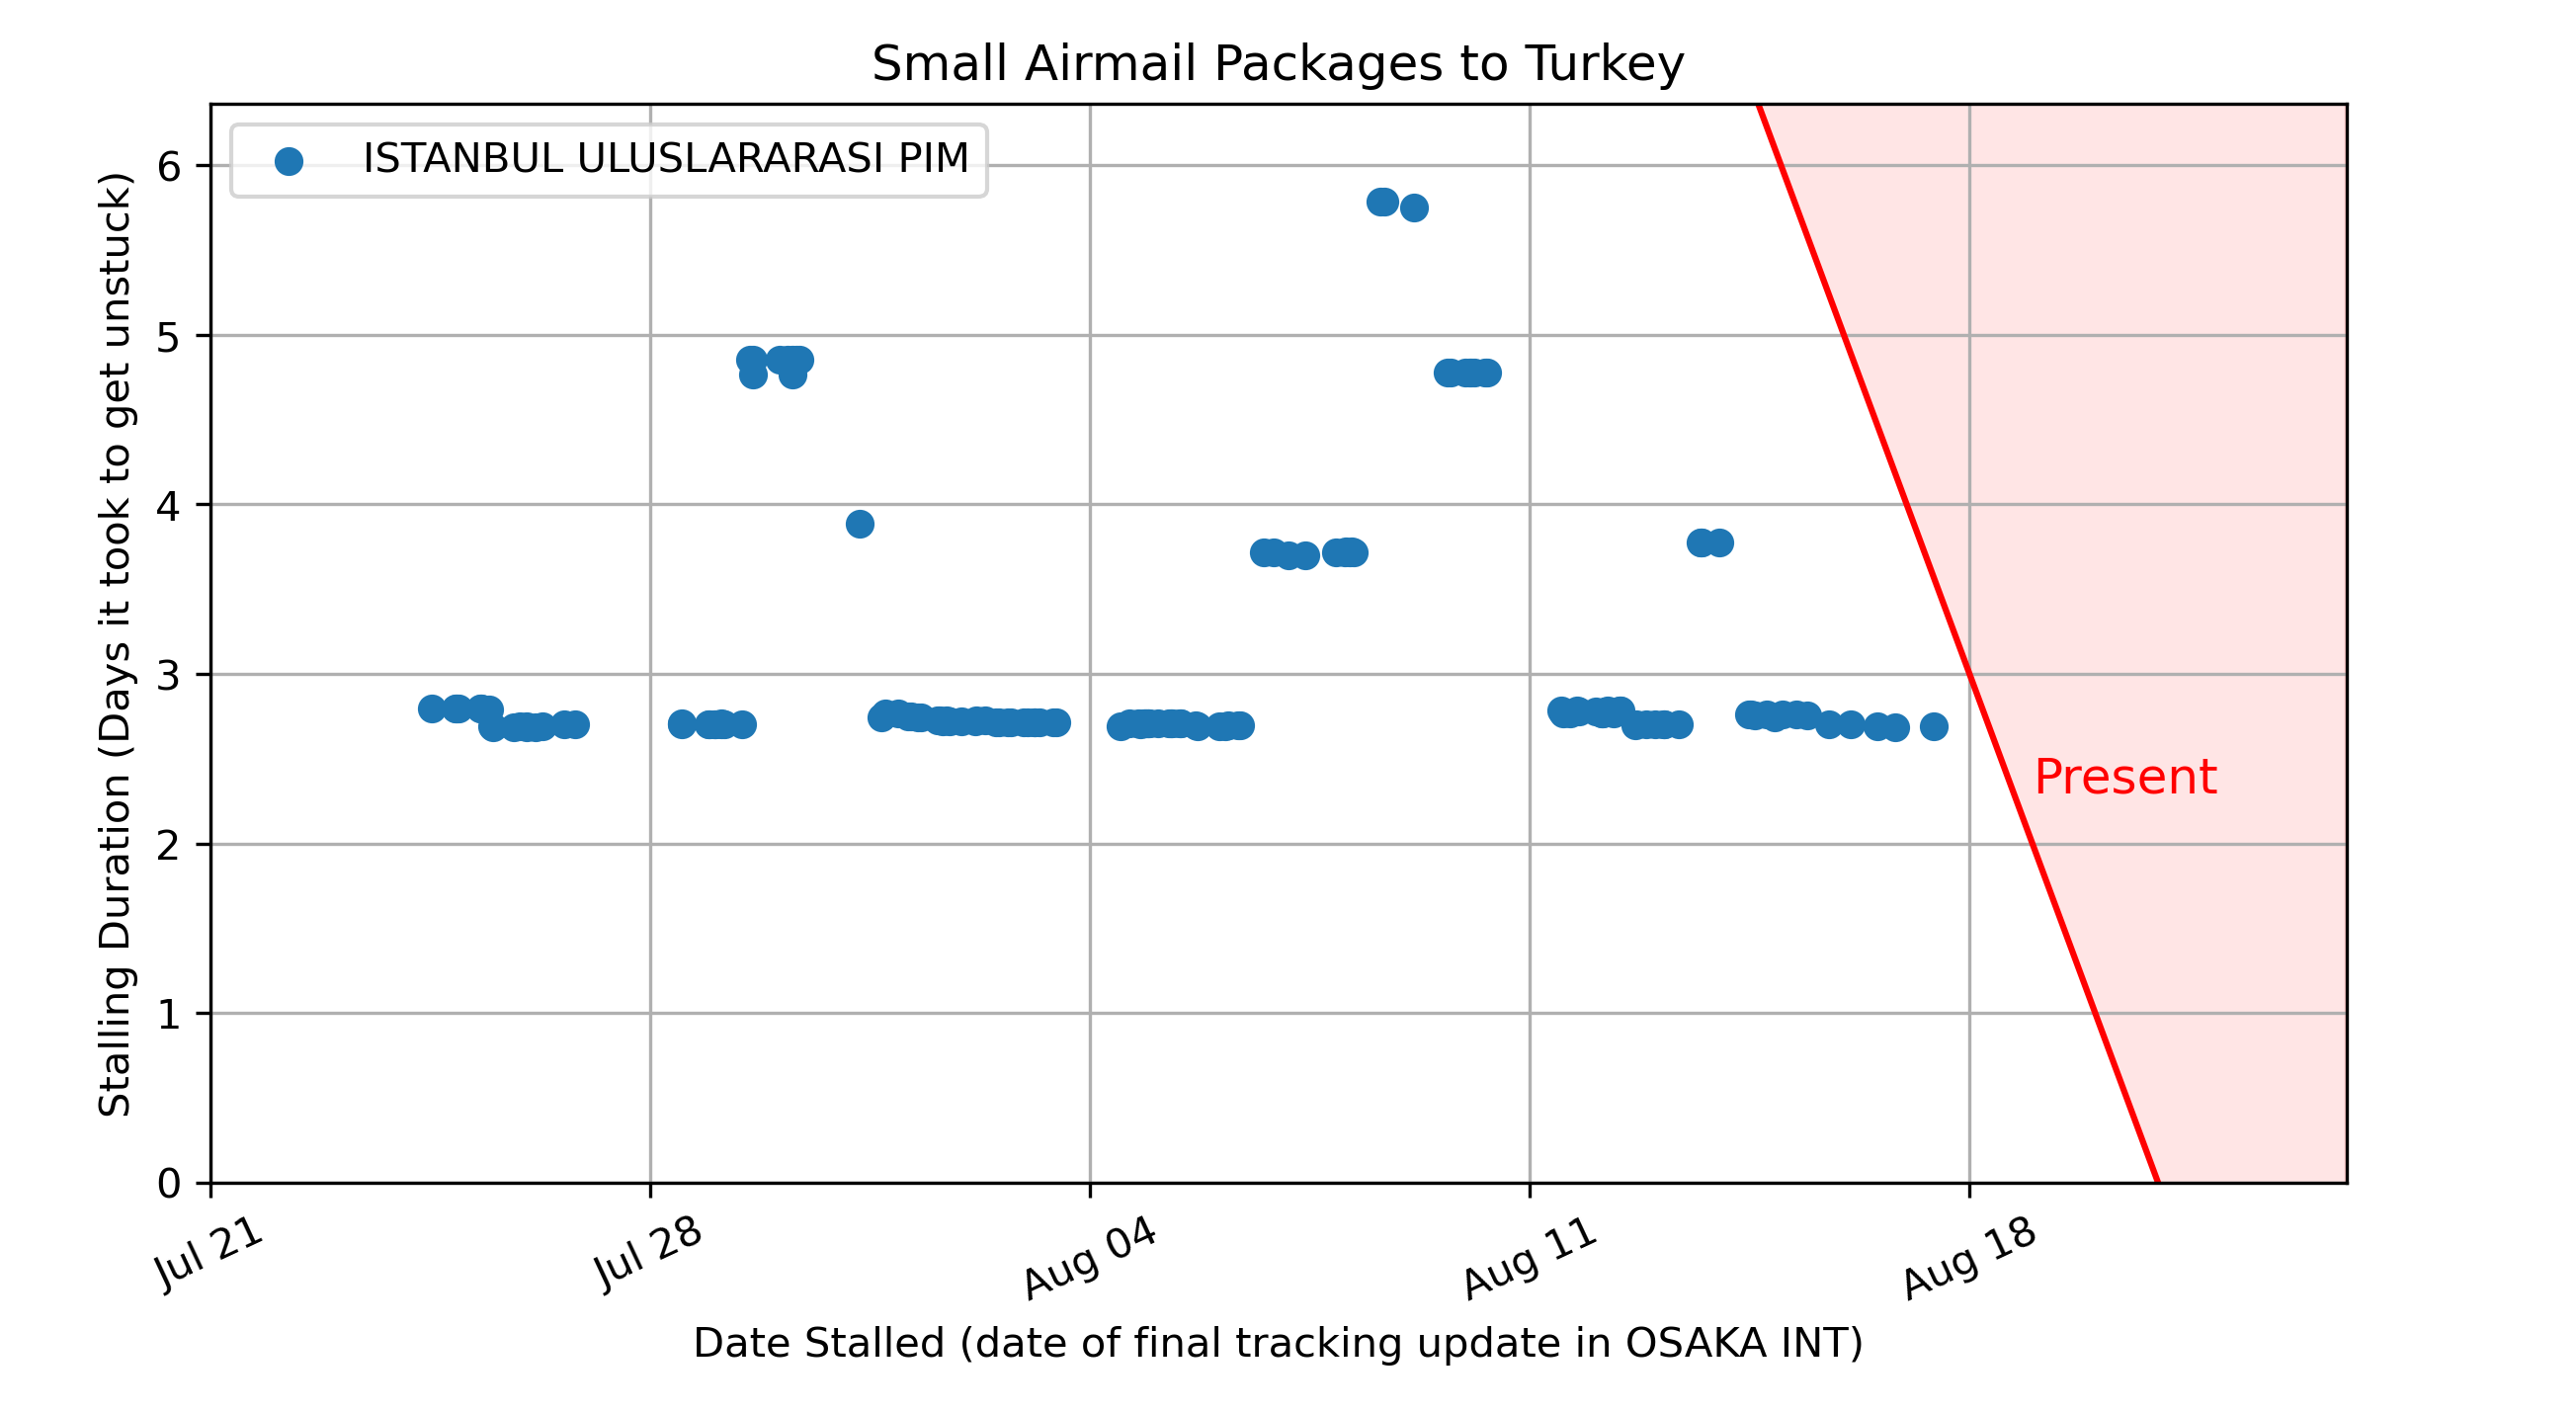 Small Airmail Packages to Turkey
ISTANBUL ULUSLARARASI PIM
Stalling Duration (Days it took to get unstuck)
6
5
4
3
2
1
0
Present
Jul 21
Jul 28
Aug 04
Aug 11
Aug 18
Date Stalled (date of final tracking update in OSAKA INT)